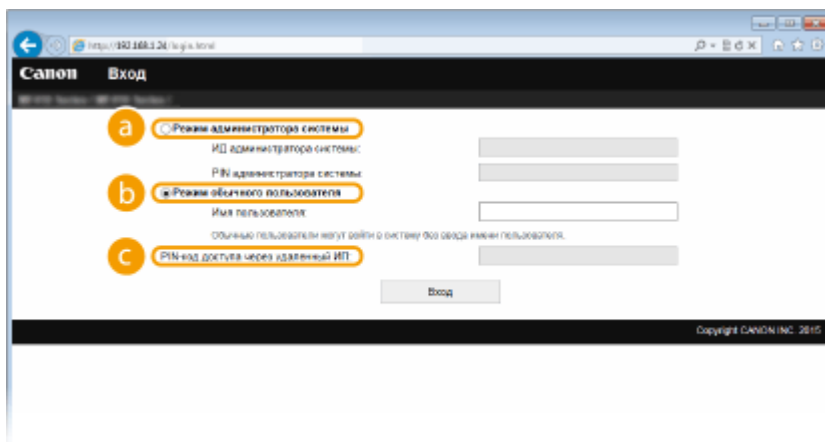 http://192.168.1.24/login.html
Canon Вход
a Режим администратора системы
ИД администратора системы:
PIN администратора системы:
b Режим обычного пользователя
Имя пользователя:
Обычные пользователи могут войти в систему без ввода имени пользователя.
c PIN-код доступа через удаленный ИП:
Вход
Copyright CANON INC. 2015